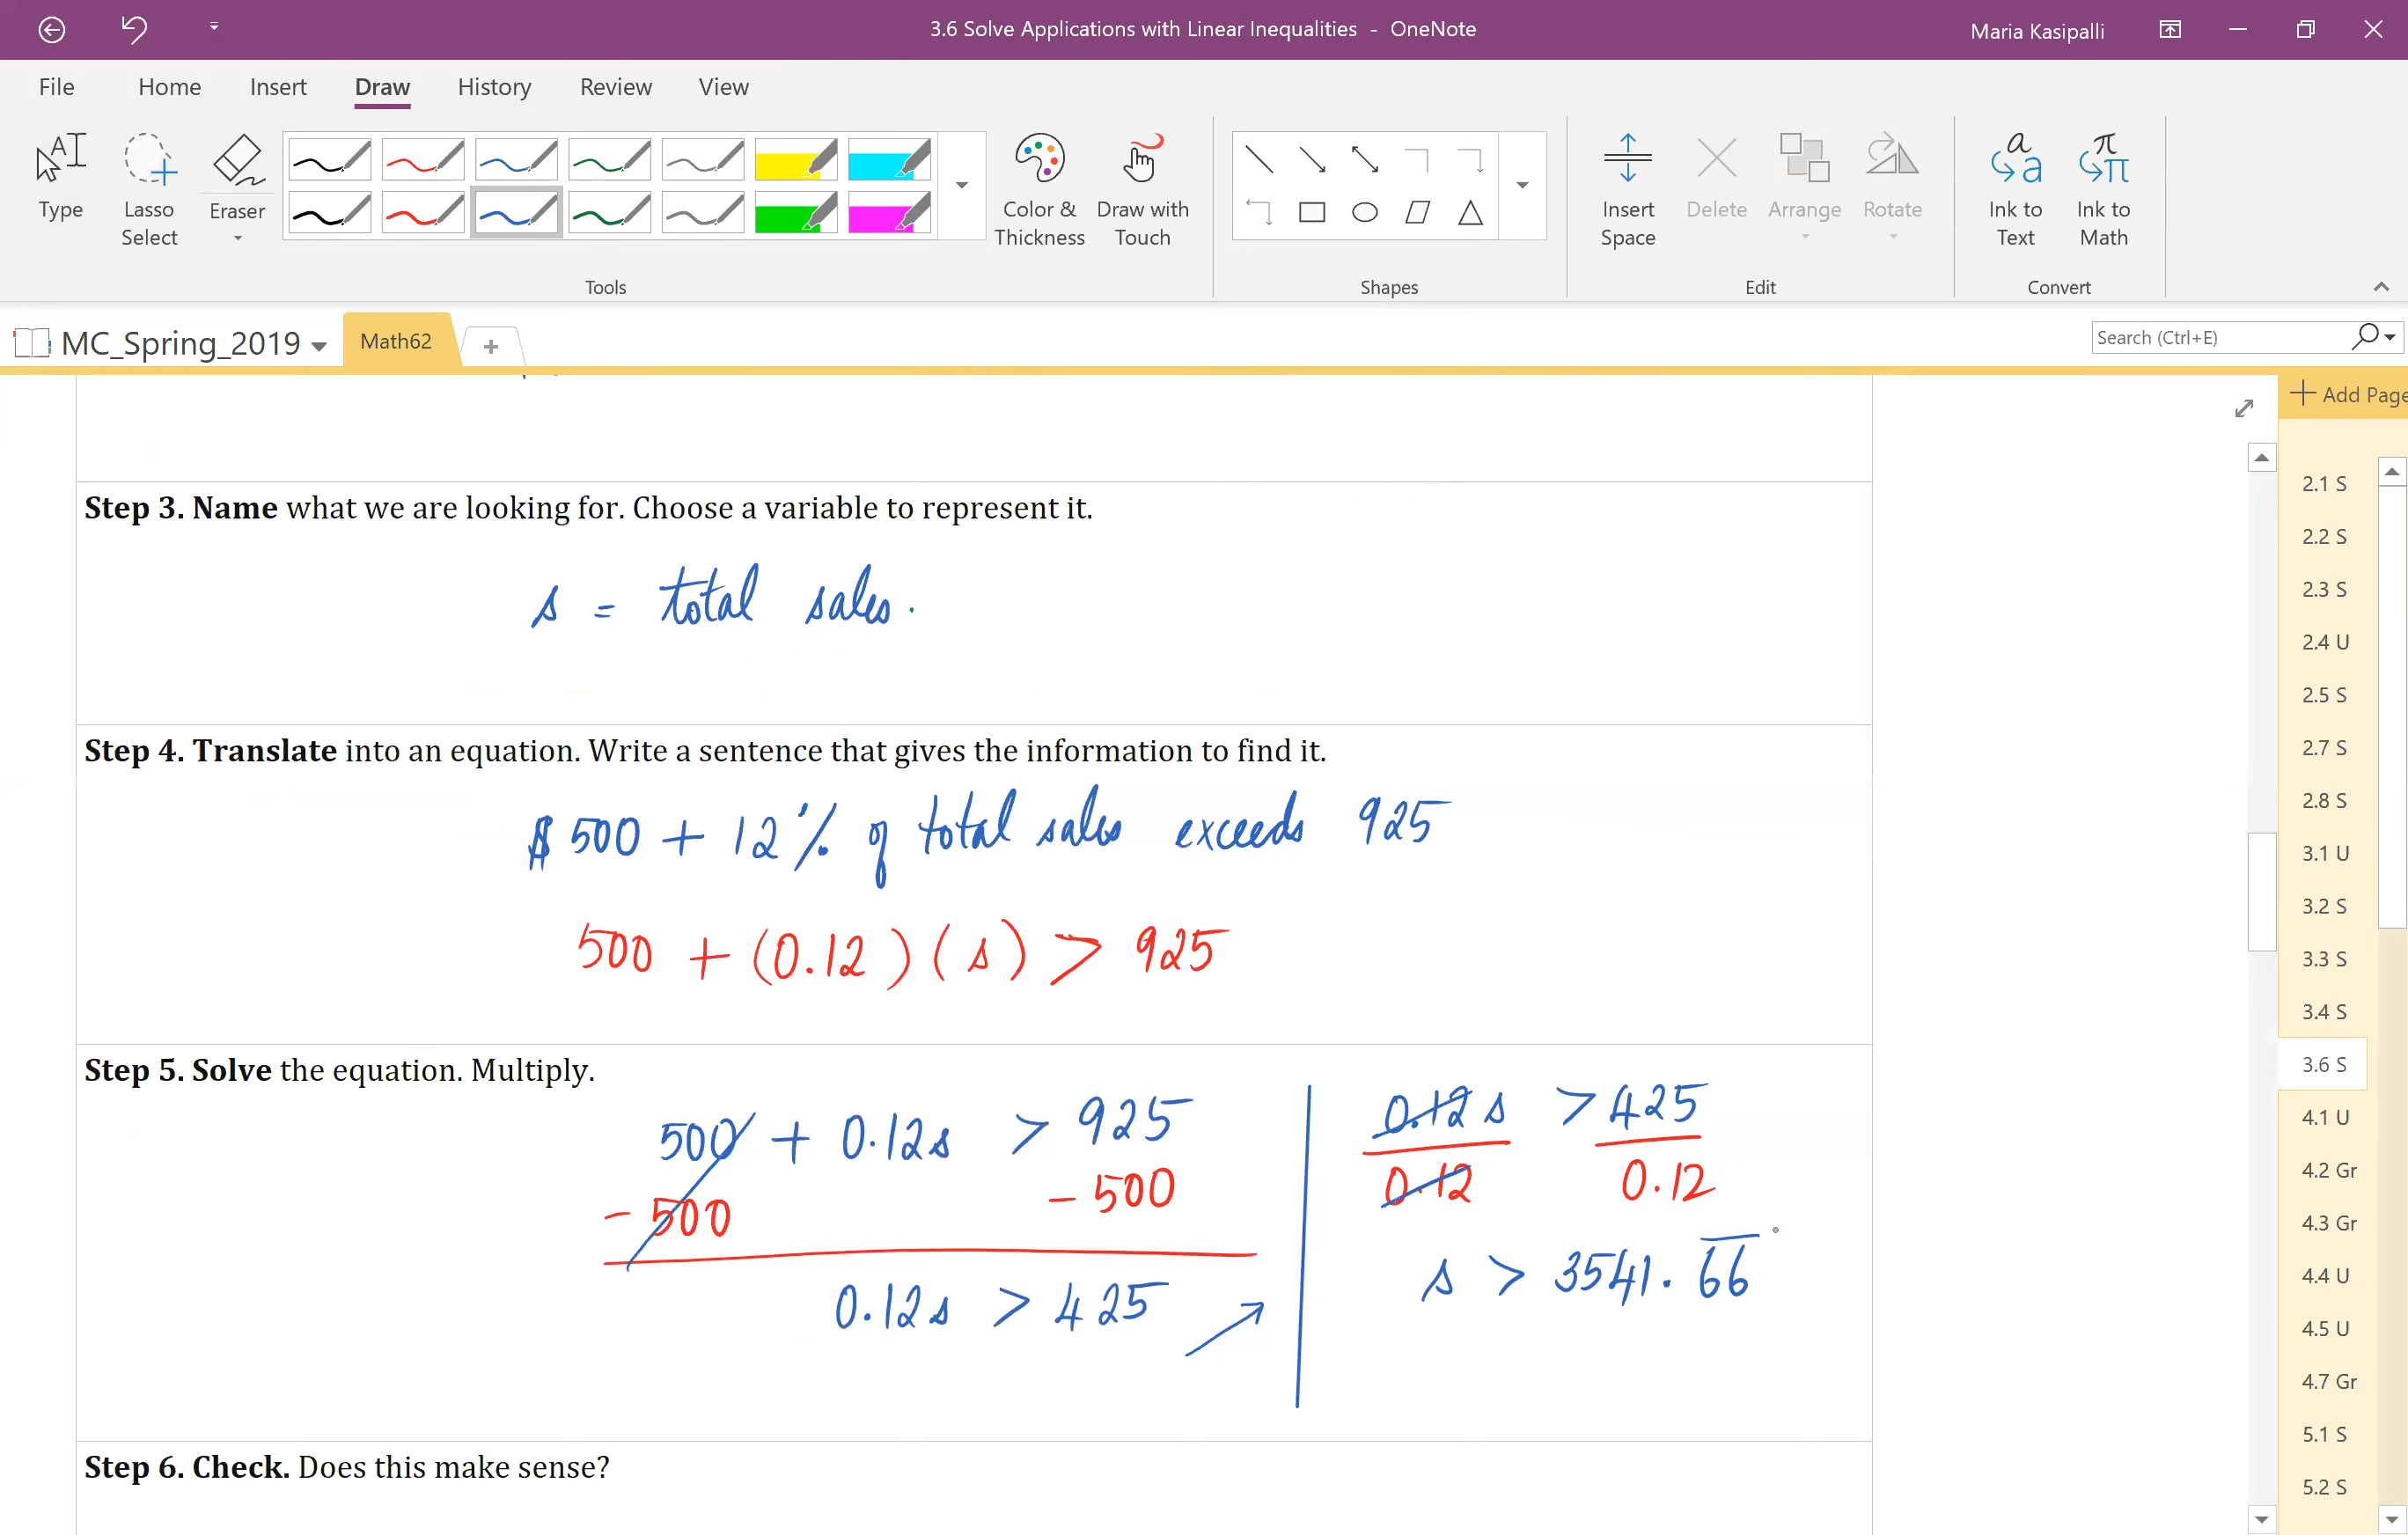 3.6 Solve Applications with Linear Inequalities - OneNote
Maria Kasipalli
File Home Insert Draw History Review View
Type
Lasso Select
Eraser
Color & Thickness
Draw with Touch
Insert Space
Delete
Arrange
Rotate
Ink to Text
Ink to Math
Tools
Shapes
Edit
Convert
MC_Spring_2019
Math62
Search (Ctrl+E)
Add Page
Step 3. Name what we are looking for. Choose a variable to represent it.
s = total sales.
Step 4. Translate into an equation. Write a sentence that gives the information to find it.
$500 + 12% of total sales exceeds 925
500 + (0.12)(s) > 925
Step 5. Solve the equation. Multiply.
500 + 0.12s > 925
- 500 - 500
0.12s > 425
0.12s > 425
0.12 0.12
s > 3541.6̅6̅
Step 6. Check. Does this make sense?
2.1 S
2.2 S
2.3 S
2.4 U
2.5 S
2.7 S
2.8 S
3.1 U
3.2 S
3.3 S
3.4 S
3.6 S
4.1 U
4.2 Gr
4.3 Gr
4.4 U
4.5 U
4.7 Gr
5.1 S
5.2 S